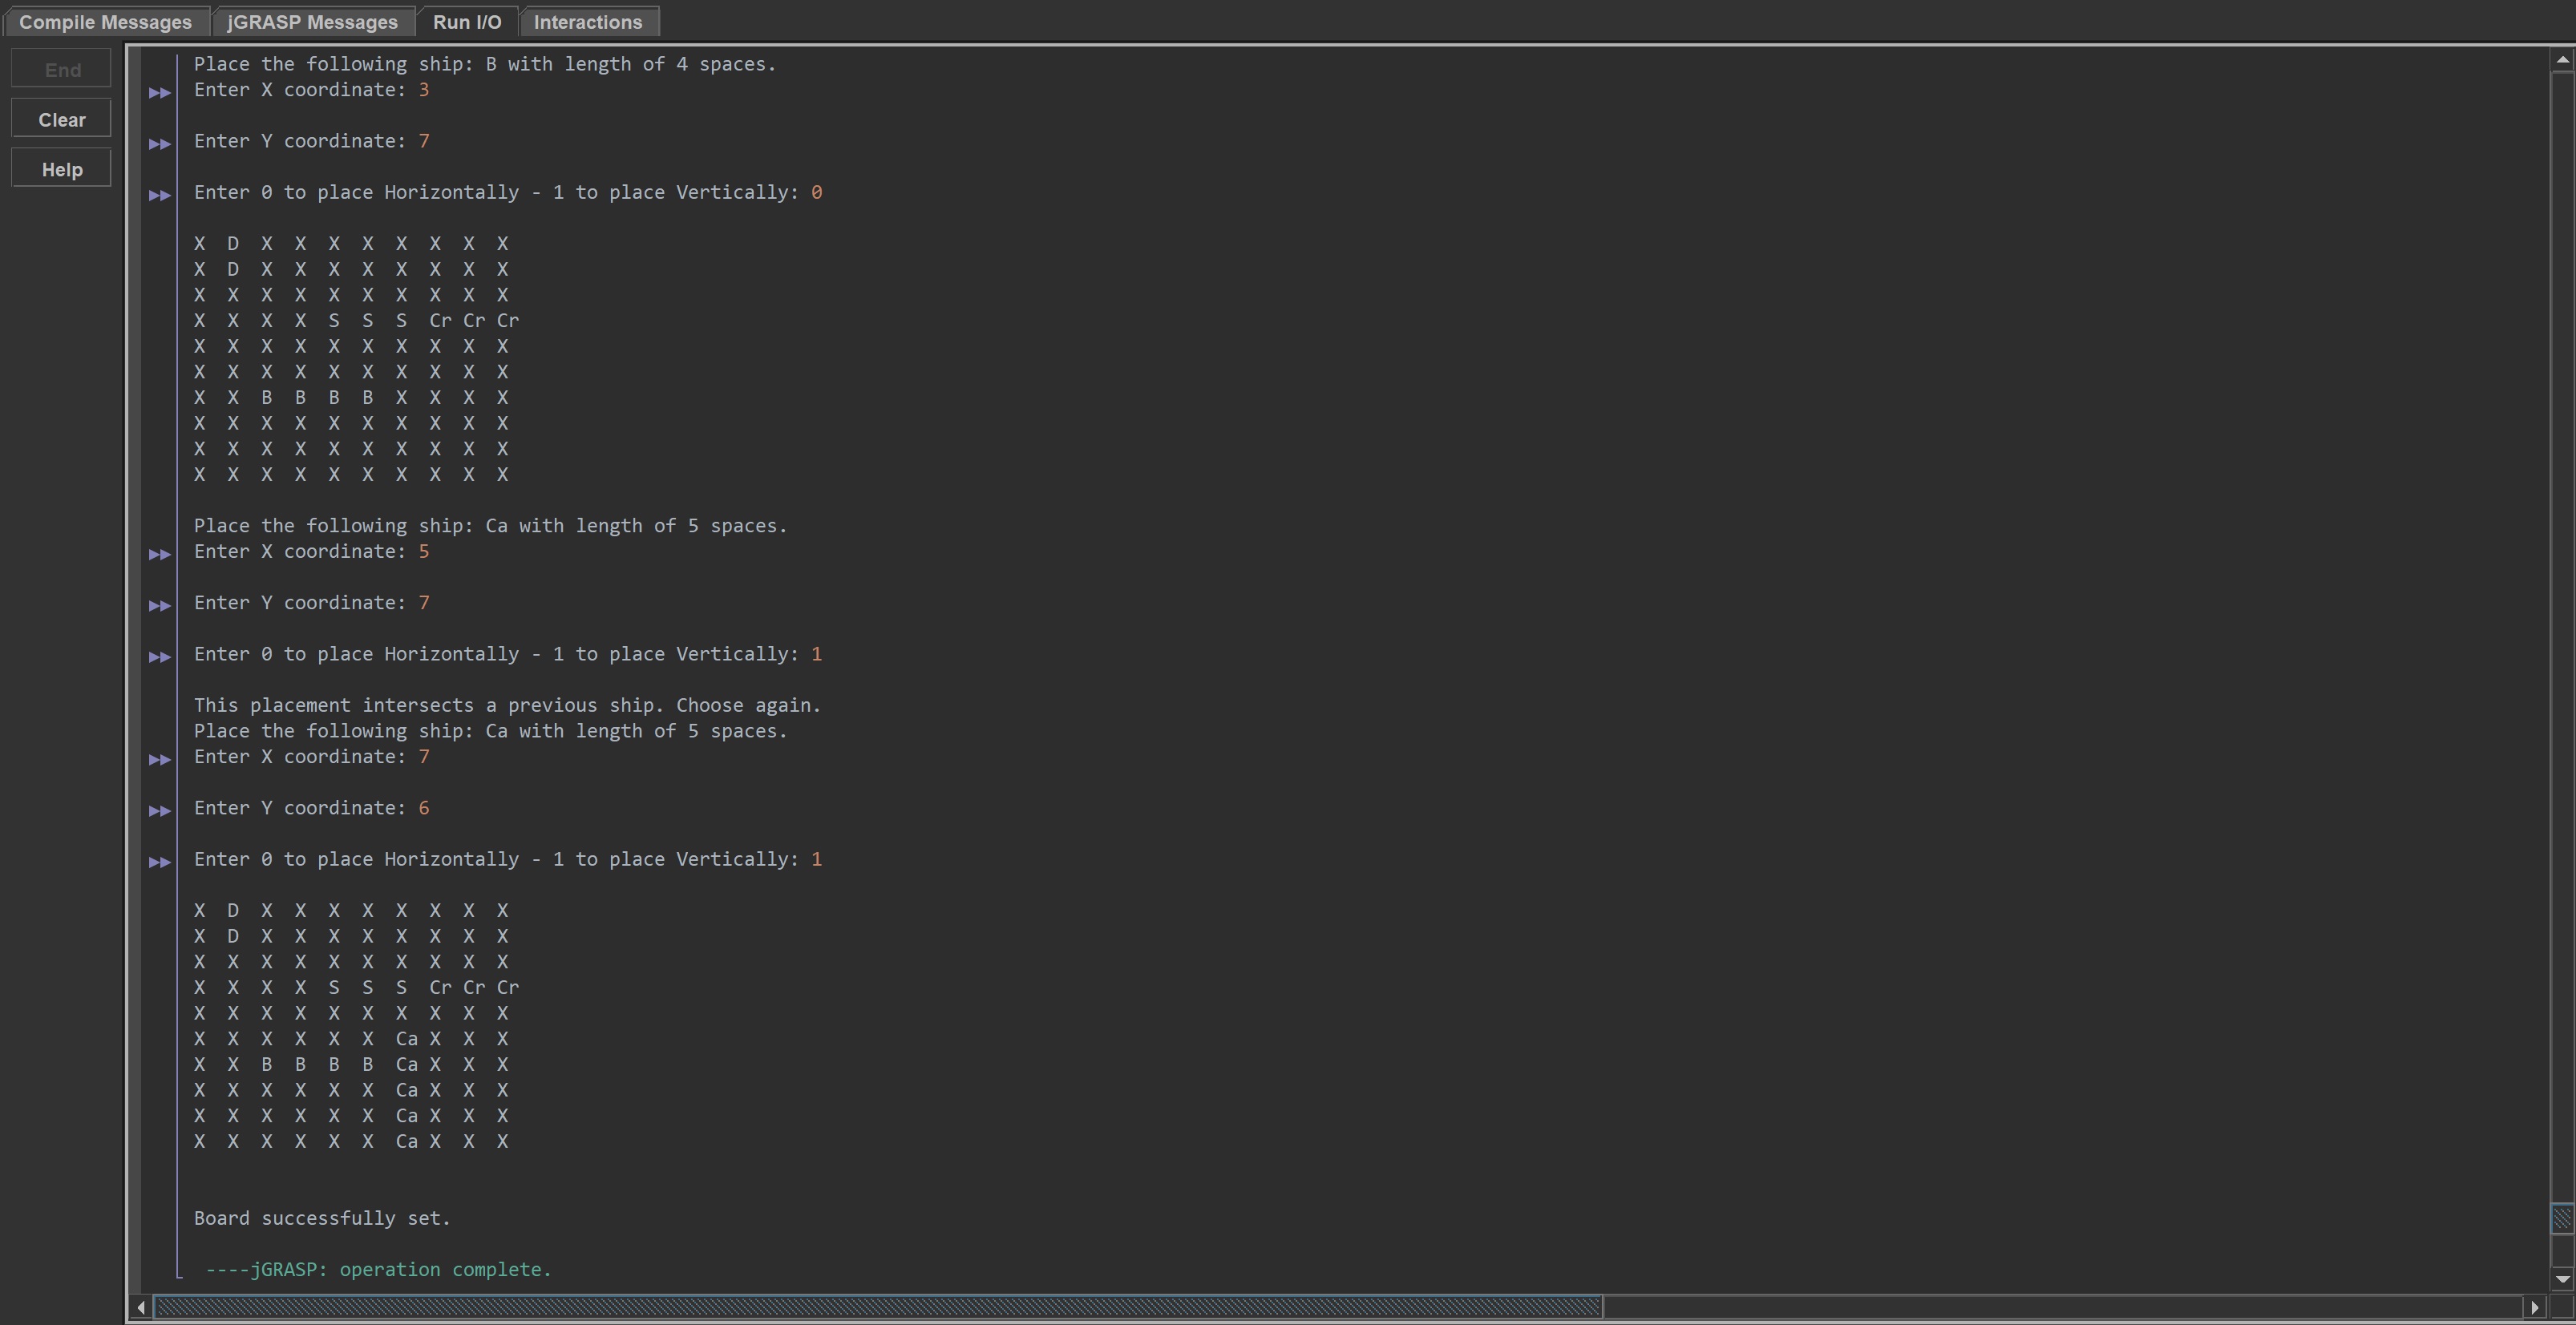 Compile Messages jGRASP Messages Run I/O Interactions
End
Clear
Help
Place the following ship: B with length of 4 spaces.
Enter X coordinate: 3
Enter Y coordinate: 7
Enter 0 to place Horizontally - 1 to place Vertically: 0
X D X X X X X X X X
X D X X X X X X X X
X X X X X X X X X X
X X X X S S S Cr Cr Cr
X X X X X X X X X X
X X X X X X X X X X
X X B B B B X X X X
X X X X X X X X X X
X X X X X X X X X X
X X X X X X X X X X
Place the following ship: Ca with length of 5 spaces.
Enter X coordinate: 5
Enter Y coordinate: 7
Enter 0 to place Horizontally - 1 to place Vertically: 1
This placement intersects a previous ship. Choose again.
Place the following ship: Ca with length of 5 spaces.
Enter X coordinate: 7
Enter Y coordinate: 6
Enter 0 to place Horizontally - 1 to place Vertically: 1
X D X X X X X X X X
X D X X X X X X X X
X X X X X X X X X X
X X X X S S S Cr Cr Cr
X X X X X X X X X X
X X X X X X Ca X X X
X X B B B B Ca X X X
X X X X X X Ca X X X
X X X X X X Ca X X X
X X X X X X Ca X X X
Board successfully set.
----jGRASP: operation complete.